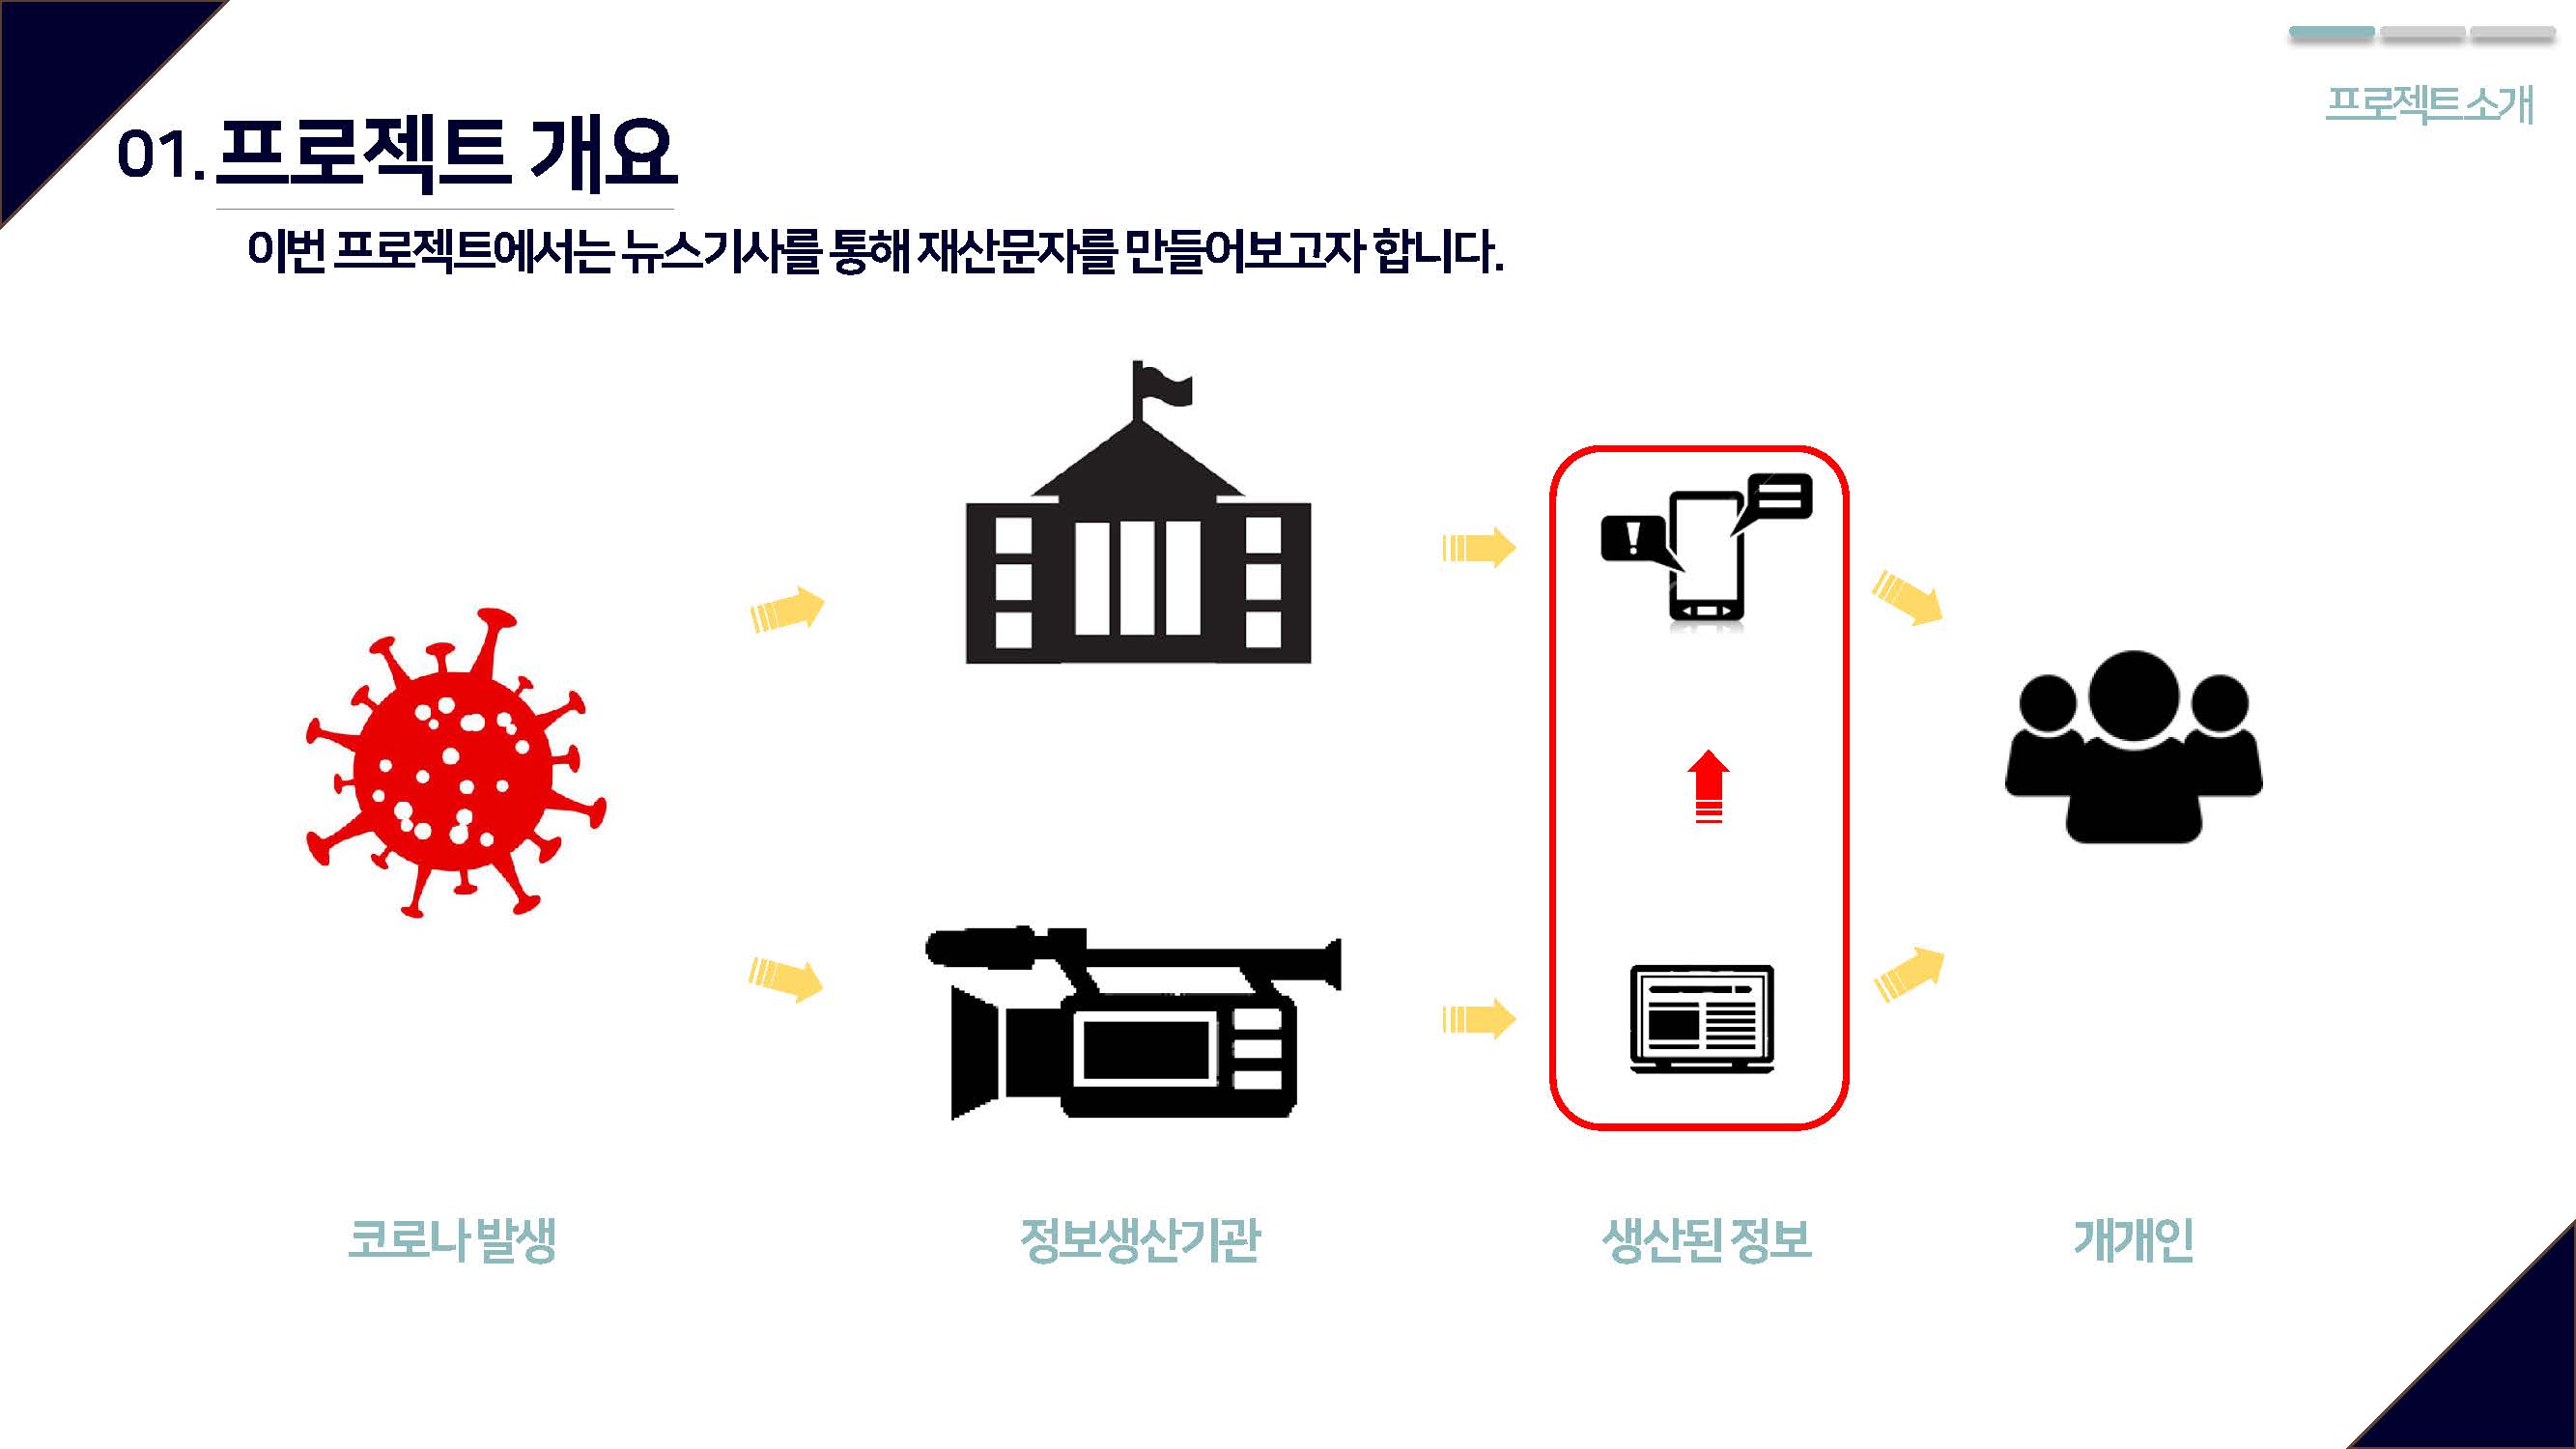 프로젝트 소개
01. 프로젝트 개요
이번 프로젝트에서는 뉴스기사를 통해 재산문자를 만들어보고자 합니다.
코로나 발생
정보생산기관
생산된 정보
개개인